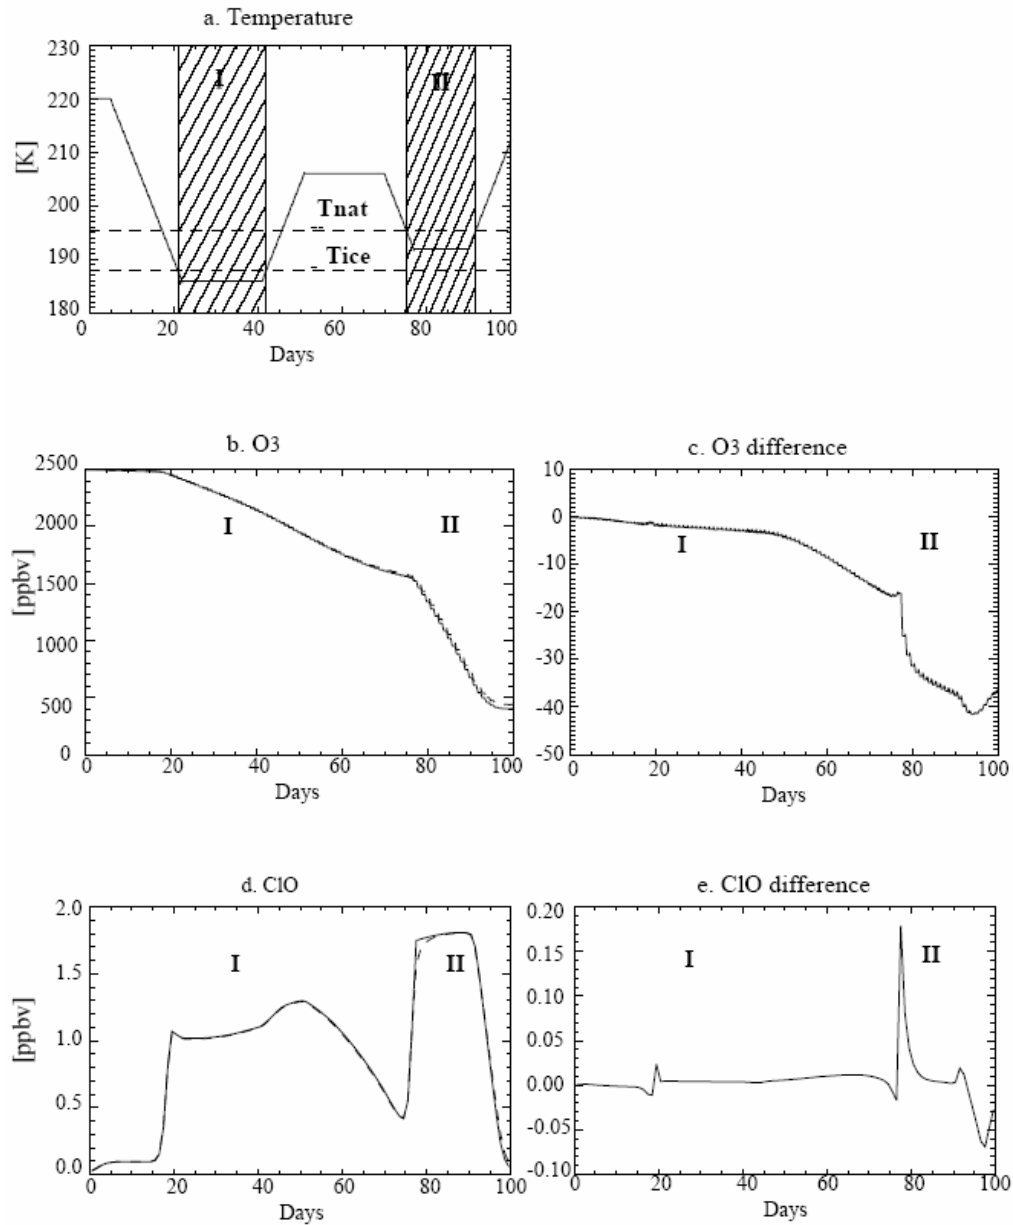 a. Temperature
230
220
210
200
190
180
[K]
I
II
Tnat
Tice
0
20
40
60
80
100
Days
b. O3
2500
2000
1500
1000
500
0
[ppbv]
I
II
0
20
40
60
80
100
Days
c. O3 difference
10
0
-10
-20
-30
-40
-50
I
II
0
20
40
60
80
100
Days
d. ClO
2.0
1.5
1.0
0.5
0.0
[ppbv]
I
II
0
20
40
60
80
100
Days
e. ClO difference
0.20
0.15
0.10
0.05
0.00
-0.05
-0.10
I
II
0
20
40
60
80
100
Days